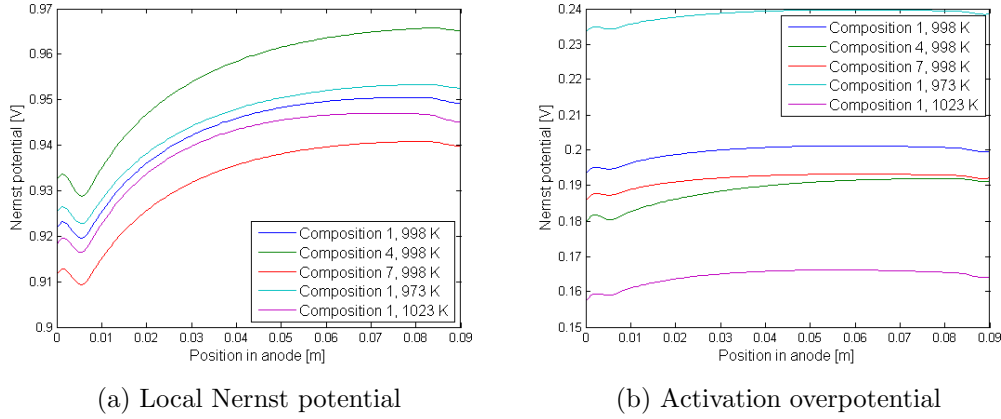 0.97
0.96
0.95
0.94
0.93
0.92
0.91
0.9
Nernst potential [V]
0 0.01 0.02 0.03 0.04 0.05 0.06 0.07 0.08 0.09
Position in anode [m]
Composition 1, 998 K
Composition 4, 998 K
Composition 7, 998 K
Composition 1, 973 K
Composition 1, 1023 K
(a) Local Nernst potential
0.24
0.23
0.22
0.21
0.2
0.19
0.18
0.17
0.16
0.15
Nernst potential [V]
0 0.01 0.02 0.03 0.04 0.05 0.06 0.07 0.08 0.09
Position in anode [m]
Composition 1, 998 K
Composition 4, 998 K
Composition 7, 998 K
Composition 1, 973 K
Composition 1, 1023 K
(b) Activation overpotential